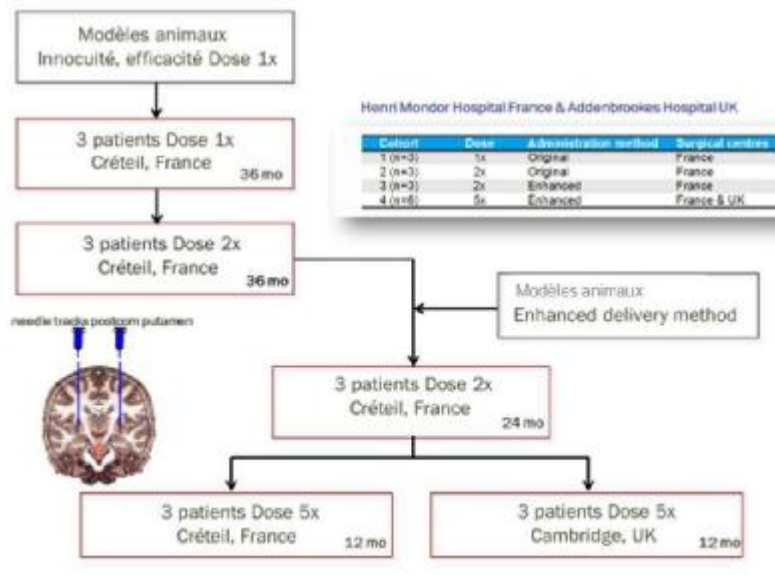 Modèles animaux
Innocuité, efficacité Dose 1x
3 patients Dose 1x
Créteil, France
36 mo
3 patients Dose 2x
Créteil, France
36 mo
Henri Mondor Hospital France & Addenbrookes Hospital UK
Cohort Dose Administration method Surgical centres
1 (n=3) 1x Original France
2 (n=3) 2x Original France
3 (n=3) 2x Enhanced France
4 (n=6) 5x Enhanced France & UK
Modèles animaux
Enhanced delivery method
needle tracks postcom putamen
3 patients Dose 2x
Créteil, France
24 mo
3 patients Dose 5x
Créteil, France
12 mo
3 patients Dose 5x
Cambridge, UK
12 mo